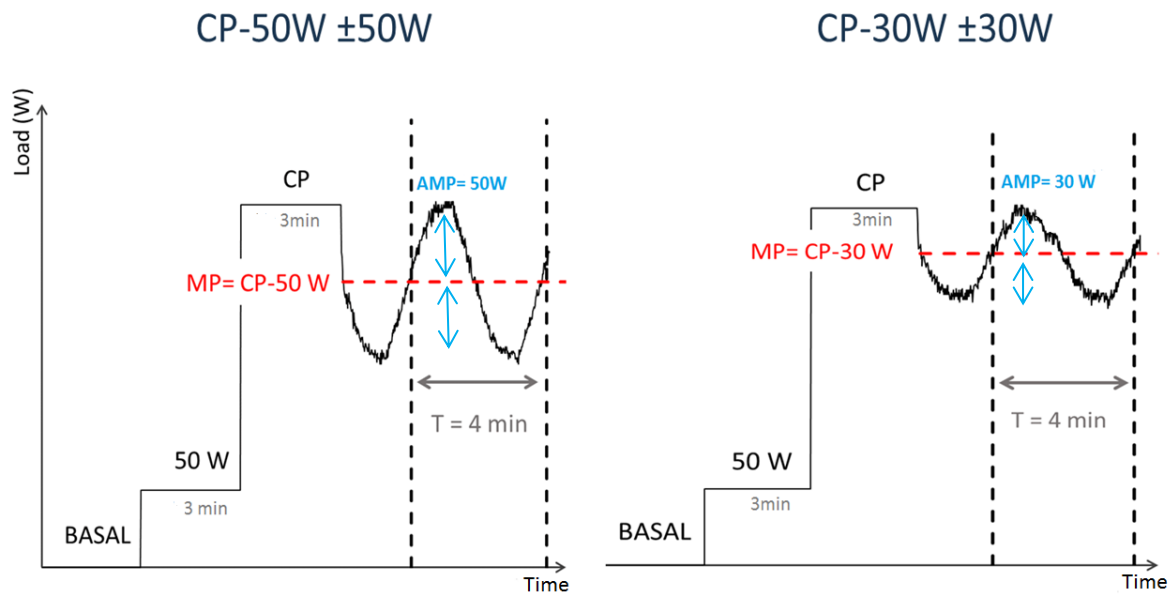 CP-50W ±50W
Load (W)
CP
3min
AMP= 50W
MP= CP-50 W
T = 4 min
50 W
3 min
BASAL
Time
CP-30W ±30W
CP
3min
AMP= 30 W
MP= CP-30 W
T = 4 min
50 W
3min
BASAL
Time